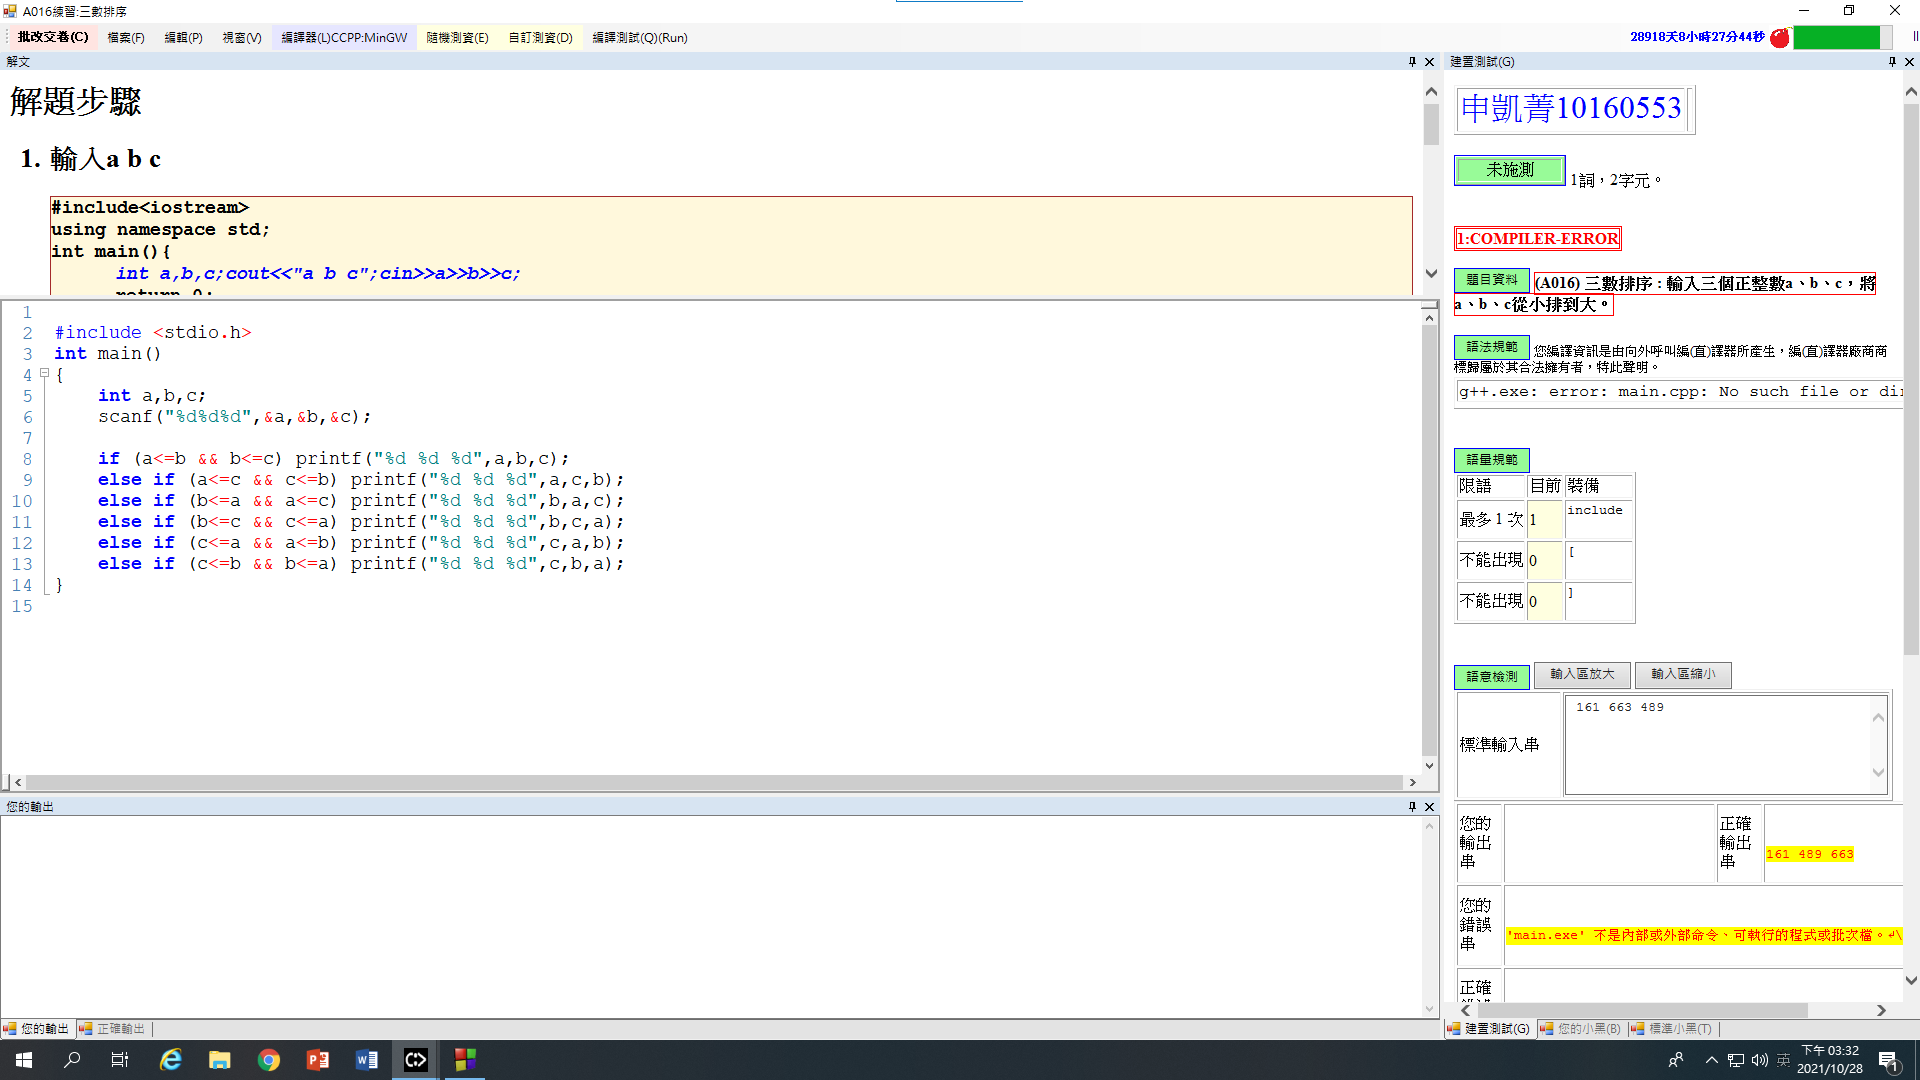 A016練習:三數排序
批改交卷(C) 檔案(F) 編輯(P) 視窗(V) 編譯器(L)CCPP:MinGW 隨機測資(E) 自訂測資(D) 編譯測試(Q)(Run) 28918天8小時27分44秒
解文
解題步驟
1. 輸入a b c
#include<iostream>
using namespace std;
int main(){
int a,b,c;cout<<"a b c";cin>>a>>b>>c;
return 0;
1
2 #include <stdio.h>
3 int main()
4 {
5 int a,b,c;
6 scanf("%d%d%d",&a,&b,&c);
7
8 if (a<=b && b<=c) printf("%d %d %d",a,b,c);
9 else if (a<=c && c<=b) printf("%d %d %d",a,c,b);
10 else if (b<=a && a<=c) printf("%d %d %d",b,a,c);
11 else if (b<=c && c<=a) printf("%d %d %d",b,c,a);
12 else if (c<=a && a<=b) printf("%d %d %d",c,a,b);
13 else if (c<=b && b<=a) printf("%d %d %d",c,b,a);
14 }
15
您的輸出
您的輸出 正確輸出
建置測試(G)
申凱菁10160553
未施測 1詞，2字元。
1:COMPILER-ERROR
題目資料 (A016) 三數排序：輸入三個正整數a、b、c，將
a、b、c從小排到大。
語法規範 您編譯資訊是由向外呼叫編(直)譯器所產生，編(直)譯器廠商商
標歸屬於其合法擁有者，特此聲明。
g++.exe: error: main.cpp: No such file or di
語量規範
限語 目前 裝備
最多 1 次 1 include
不能出現 0 [
不能出現 0 ]
語意檢測 輸入區放大 輸入區縮小
標準輸入串 161 663 489
您的輸出串 正確輸出串 161 489 663
您的錯誤串 'main.exe' 不是內部或外部命令、可執行的程式或批次檔。↲\
正確
建置測試(G) 您的小黑(B) 標準小黑(T)
英 下午 03:32
2021/10/28 1